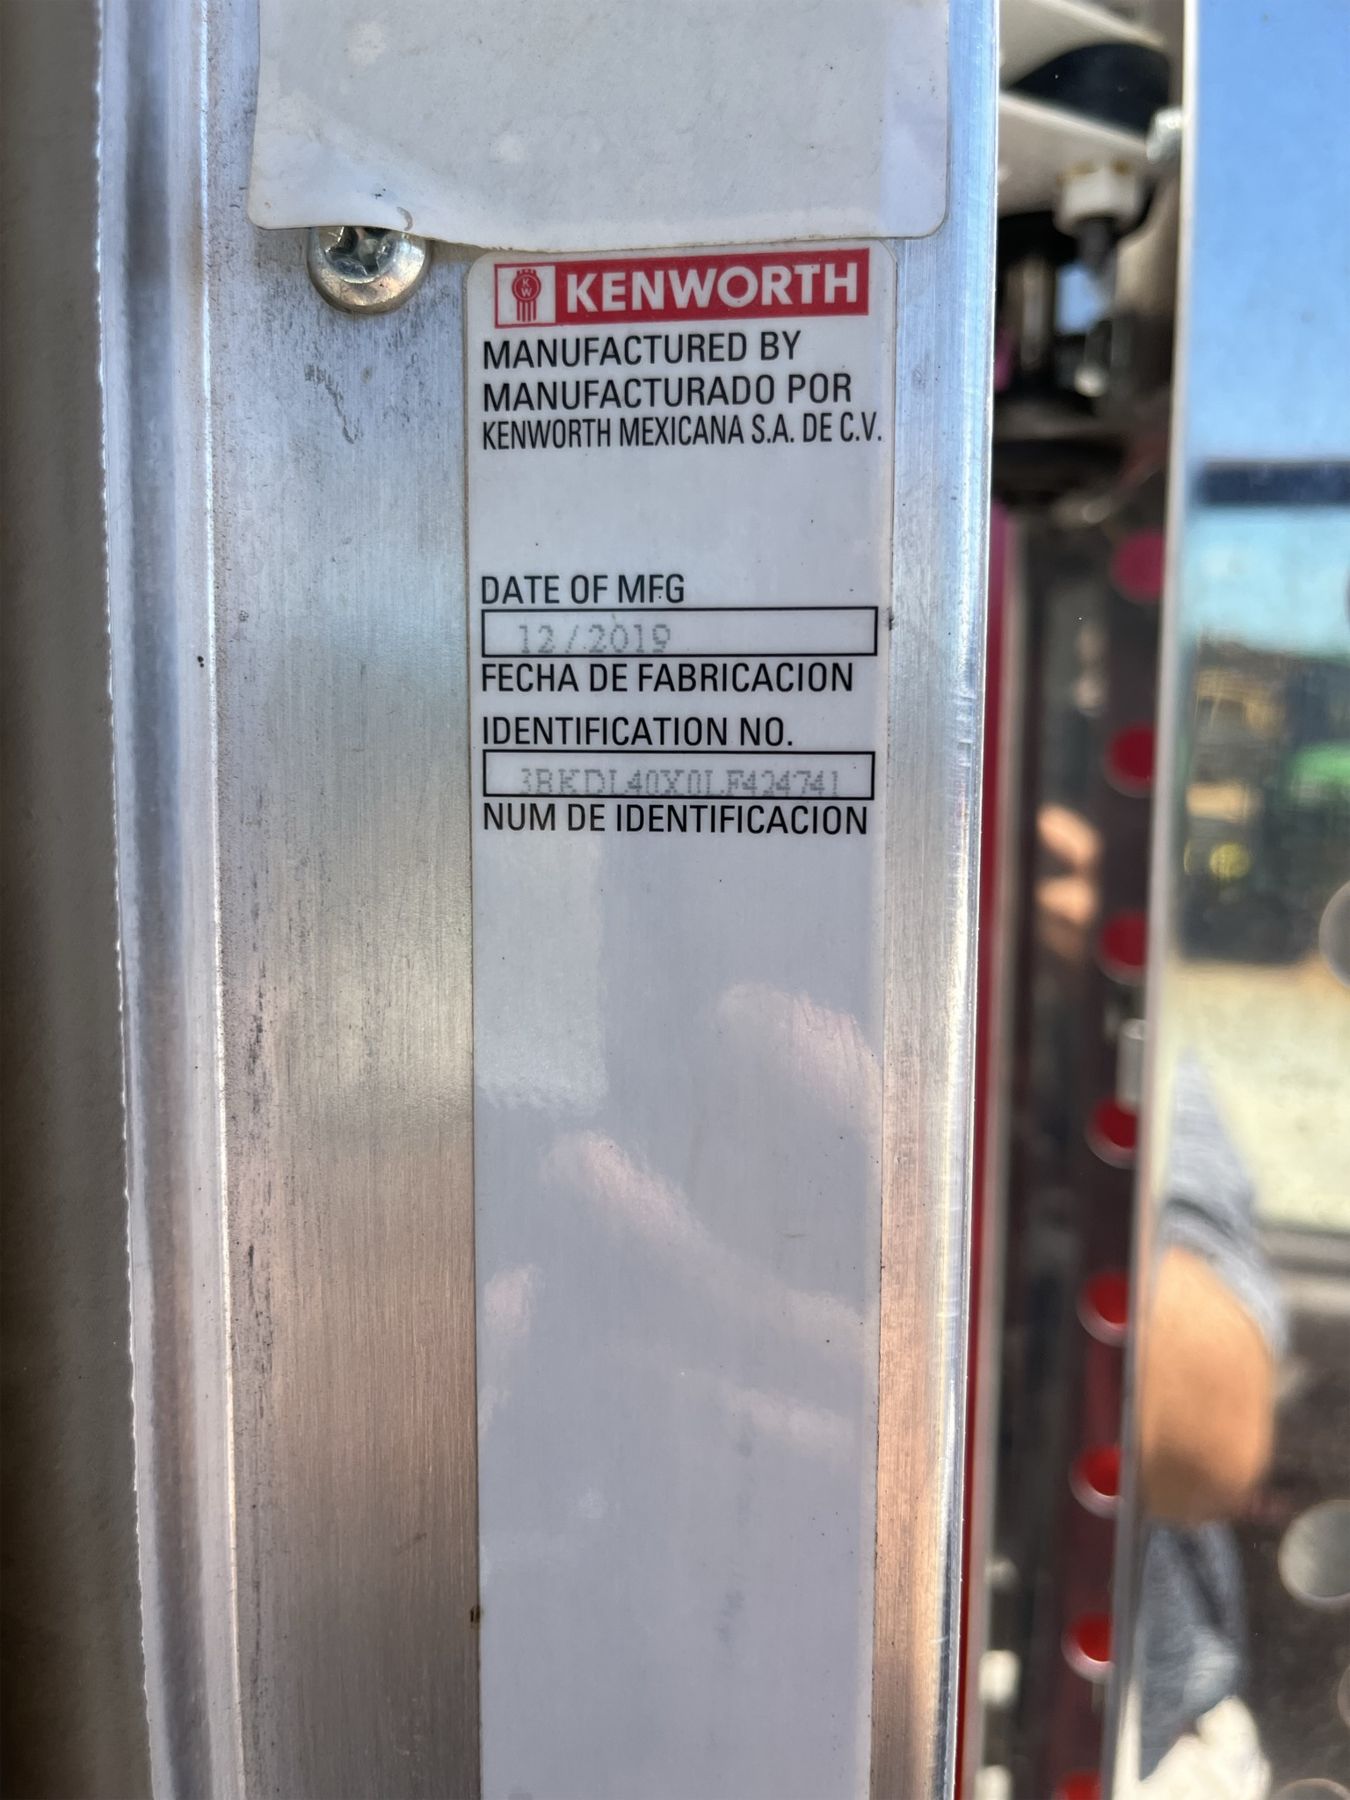 KW KENWORTH
MANUFACTURED BY
MANUFACTURADO POR
KENWORTH MEXICANA S.A. DE C.V.
DATE OF MFG
12/2019
FECHA DE FABRICACION
IDENTIFICATION NO.
3BKDL40X0LF424741
NUM DE IDENTIFICACION